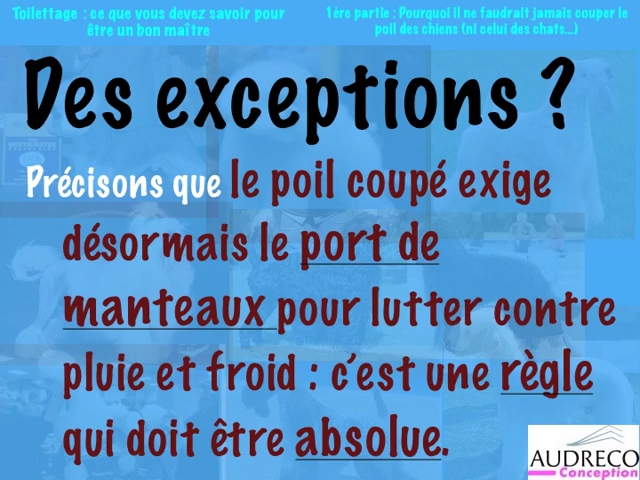 Toilettage : ce que vous devez savoir pour
être un bon maître
1ère partie : Pourquoi il ne faudrait jamais couper le
poil des chiens (ni celui des chats...)
Des exceptions ?
Précisons que le poil coupé exige
désormais le port de
manteaux pour lutter contre
pluie et froid : c'est une règle
qui doit être absolue.
AUDRECO
Conception